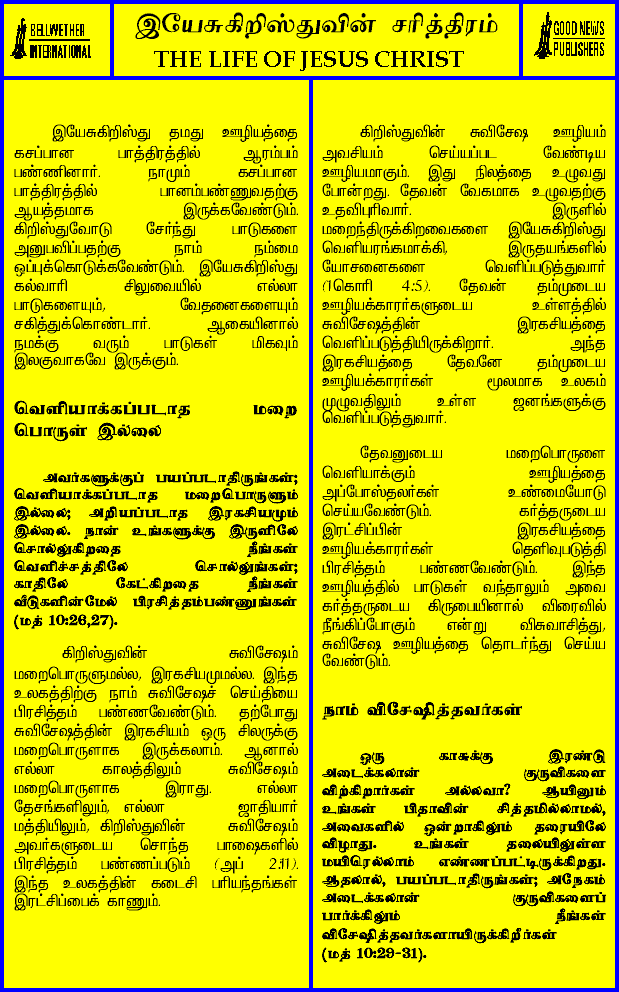 BELLWETHER
INTERNATIONAL
இயேசுகிறிஸ்துவின் சரித்திரம்
THE LIFE OF JESUS CHRIST
GOOD NEWS
PUBLISHERS
இயேசுகிறிஸ்து தமது ஊழியத்தை
கசப்பான பாத்திரத்தில் ஆரம்பம்
பண்ணினார். நாமும் கசப்பான
பாத்திரத்தில் பானம்பண்ணுவதற்கு
ஆயத்தமாக இருக்கவேண்டும்.
கிறிஸ்துவோடு சேர்ந்து பாடுகளை
அனுபவிப்பதற்கு நாம் நம்மை
ஒப்புக்கொடுக்கவேண்டும். இயேசுகிறிஸ்து
கல்வாரி சிலுவையில் எல்லா
பாடுகளையும், வேதனைகளையும்
சகித்துக்கொண்டார். ஆகையினால்
நமக்கு வரும் பாடுகள் மிகவும்
இலகுவாகவே இருக்கும்.
வெளியாக்கப்படாத மறை
பொருள் இல்லை
அவர்களுக்குப் பயப்படாதிருங்கள்;
வெளியாக்கப்படாத மறைபொருளும்
இல்லை; அறியப்படாத இரகசியமும்
இல்லை. நான் உங்களுக்கு இருளிலே
சொல்லுகிறதை நீங்கள்
வெளிச்சத்திலே சொல்லுங்கள்;
காதிலே கேட்கிறதை நீங்கள்
வீடுகளின்மேல் பிரசித்தம்பண்ணுங்கள்
(மத் 10:26,27).
கிறிஸ்துவின் சுவிசேஷம்
மறைபொருளுமல்ல, இரகசியமுமல்ல. இந்த
உலகத்திற்கு நாம் சுவிசேஷச் செய்தியை
பிரசித்தம் பண்ணவேண்டும். தற்போது
சுவிசேஷத்தின் இரகசியம் ஒரு சிலருக்கு
மறைபொருளாக இருக்கலாம். ஆனால்
எல்லா காலத்திலும் சுவிசேஷம்
மறைபொருளாக இராது. எல்லா
தேசங்களிலும், எல்லா ஜாதியார்
மத்தியிலும், கிறிஸ்துவின் சுவிசேஷம்
அவர்களுடைய சொந்த பாஷைகளில்
பிரசித்தம் பண்ணப்படும் (அப் 2:11).
இந்த உலகத்தின் கடைசி பரியந்தங்கள்
இரட்சிப்பைக் காணும்.
கிறிஸ்துவின் சுவிசேஷ ஊழியம்
அவசியம் செய்யப்பட வேண்டிய
ஊழியமாகும். இது நிலத்தை உழுவது
போன்றது. தேவன் வேகமாக உழுவதற்கு
உதவிபுரிவார். இருளில்
மறைந்திருக்கிறவைகளை இயேசுகிறிஸ்து
வெளியரங்கமாக்கி, இருதயங்களில்
யோசனைகளை வெளிப்படுத்துவார்
(1கொரி 4:5). தேவன் தம்முடைய
ஊழியக்காரர்களுடைய உள்ளத்தில்
சுவிசேஷத்தின் இரகசியத்தை
வெளிப்படுத்தியிருக்கிறார். அந்த
இரகசியத்தை தேவனே தம்முடைய
ஊழியக்காரர்கள் மூலமாக உலகம்
முழுவதிலும் உள்ள ஜனங்களுக்கு
வெளிப்படுத்துவார்.
தேவனுடைய மறைபொருளை
வெளியாக்கும் ஊழியத்தை
அப்போஸ்தலர்கள் உண்மையோடு
செய்யவேண்டும். கர்த்தருடைய
இரட்சிப்பின் இரகசியத்தை
ஊழியக்காரர்கள் தெளிவுபடுத்தி
பிரசித்தம் பண்ணவேண்டும். இந்த
ஊழியத்தில் பாடுகள் வந்தாலும் அவை
கர்த்தருடைய கிருபையினால் விரைவில்
நீங்கிப்போகும் என்று விசுவாசித்து,
சுவிசேஷ ஊழியத்தை தொடர்ந்து செய்ய
வேண்டும்.
நாம் விசேஷித்தவர்கள்
ஒரு காசுக்கு இரண்டு
அடைக்கலான் குருவிகளை
விற்கிறார்கள் அல்லவா? ஆயினும்
உங்கள் பிதாவின் சித்தமில்லாமல்,
அவைகளில் ஒன்றாகிலும் தரையிலே
விழாது. உங்கள் தலையிலுள்ள
மயிரெல்லாம் எண்ணப்பட்டிருக்கிறது.
ஆதலால், பயப்படாதிருங்கள்; அநேகம்
அடைக்கலான் குருவிகளைப்
பார்க்கிலும் நீங்கள்
விசேஷித்தவர்களாயிருக்கிறீர்கள்
(மத் 10:29-31).